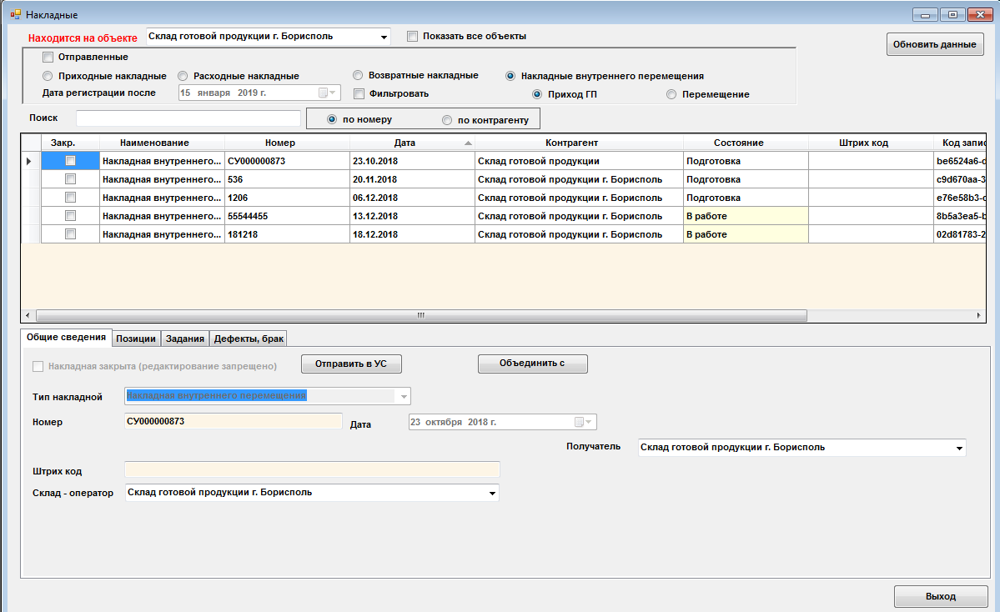 Накладные
Находится на объекте Склад готовой продукции г. Борисполь Показать все объекты
Обновить данные
Отправленные
Приходные накладные Расходные накладные Возвратные накладные Накладные внутреннего перемещения
Дата регистрации после 15 января 2019 г. Фильтровать Приход ГП Перемещение
Поиск по номеру по контрагенту
Закр. Наименование Номер Дата Контрагент Состояние Штрих код Код запис
Накладная внутреннего... СУ000000873 23.10.2018 Склад готовой продукции Подготовка be6524a6-c
Накладная внутреннего... 536 20.11.2018 Склад готовой продукции г. Борисполь Подготовка c9d670aa-3
Накладная внутреннего... 1206 06.12.2018 Склад готовой продукции г. Борисполь Подготовка e76e58b3-c
Накладная внутреннего... 55544455 13.12.2018 Склад готовой продукции г. Борисполь В работе 8b5a3ea5-b
Накладная внутреннего... 181218 18.12.2018 Склад готовой продукции г. Борисполь В работе 02d81783-2
Общие сведения Позиции Задания Дефекты, брак
Накладная закрыта (редактирование запрещено) Отправить в УС Объединить с
Тип накладной Накладная внутреннего перемещения
Номер СУ000000873 Дата 23 октября 2018 г.
Получатель Склад готовой продукции г. Борисполь
Штрих код
Склад - оператор Склад готовой продукции г. Борисполь
Выход